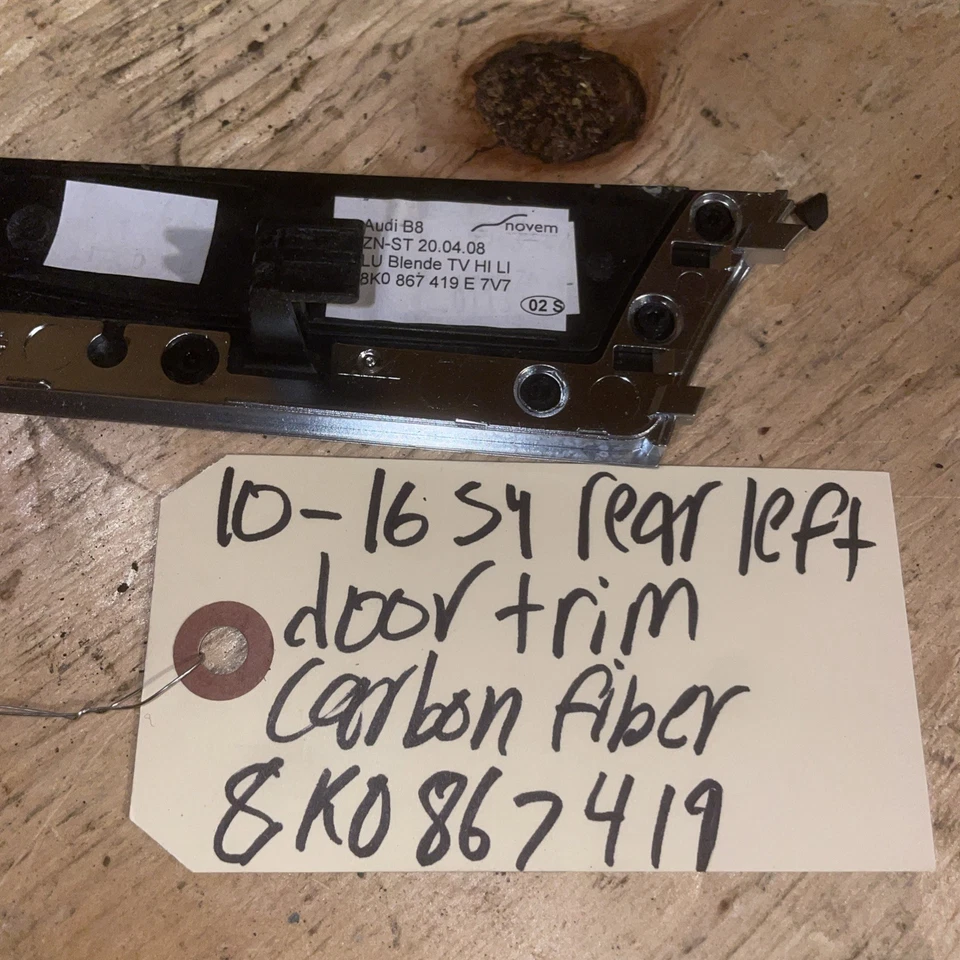 Audi B8
novem
ZN-ST 20.04.08
LU Blende TV HI LI
8K0 867 419 E 7V7
02 S
10-16 S4 rear left
door trim
carbon fiber
8K0867419